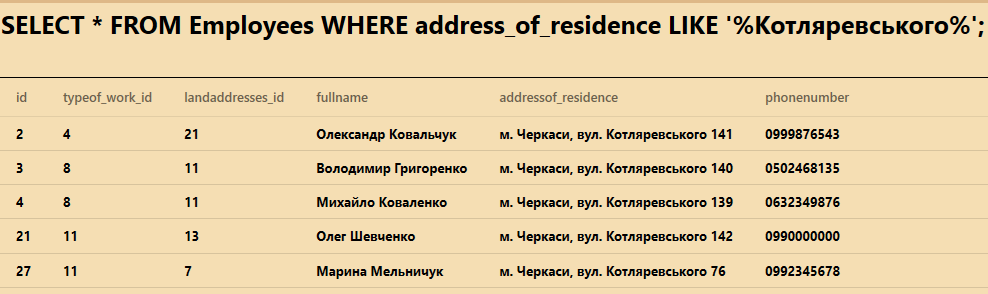 SELECT * FROM Employees WHERE address_of_residence LIKE '%Котляревського%';
id typeof_work_id landaddresses_id fullname addressof_residence phonenumber
2 4 21 Олександр Ковальчук м. Черкаси, вул. Котляревського 141 0999876543
3 8 11 Володимир Григоренко м. Черкаси, вул. Котляревського 140 0502468135
4 8 11 Михайло Коваленко м. Черкаси, вул. Котляревського 139 0632349876
21 11 13 Олег Шевченко м. Черкаси, вул. Котляревського 142 0990000000
27 11 7 Марина Мельничук м. Черкаси, вул. Котляревського 76 0992345678